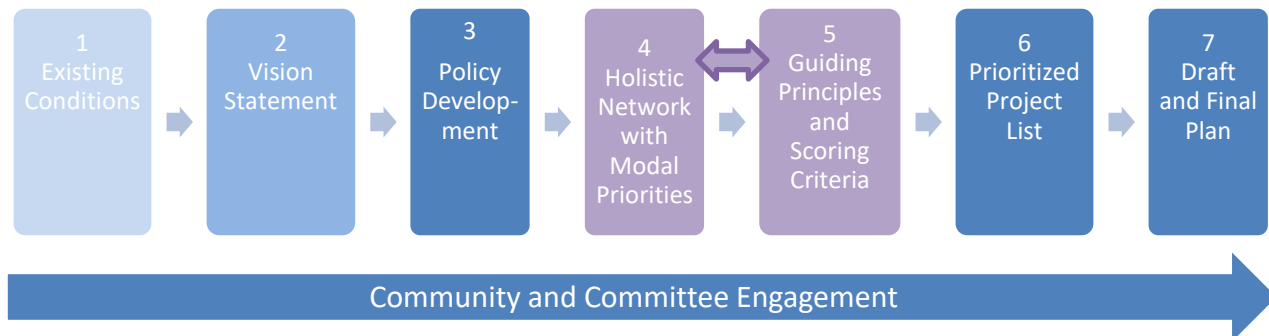 1
Existing
Conditions
2
Vision
Statement
3
Policy
Develop-
ment
4
Holistic
Network
with
Modal
Priorities
5
Guiding
Principles
and
Scoring
Criteria
6
Prioritized
Project
List
7
Draft
and Final
Plan
Community and Committee Engagement